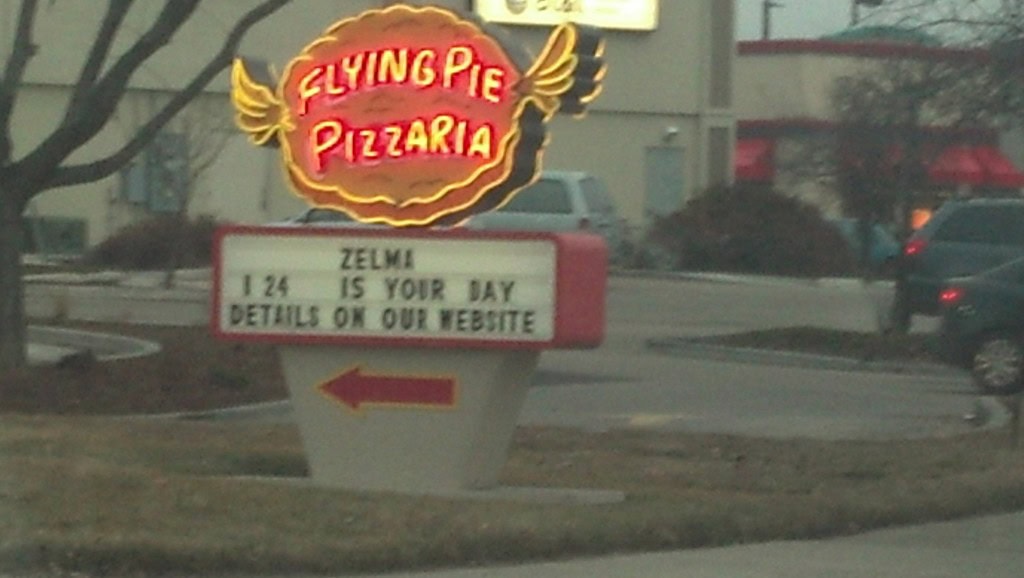 FLYING PIE
PIZZARIA
ZELMA
1 24 IS YOUR DAY
DETAILS ON OUR WEBSITE